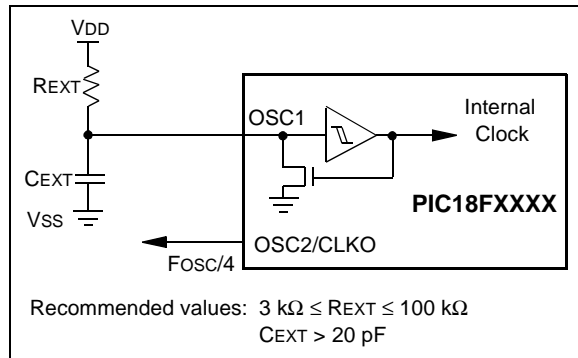 VDD
REXT
OSC1
Internal
Clock
CEXT
PIC18FXXXX
VSS
OSC2/CLKO
FOSC/4
Recommended values: 3 kΩ ≤ REXT ≤ 100 kΩ
CEXT > 20 pF